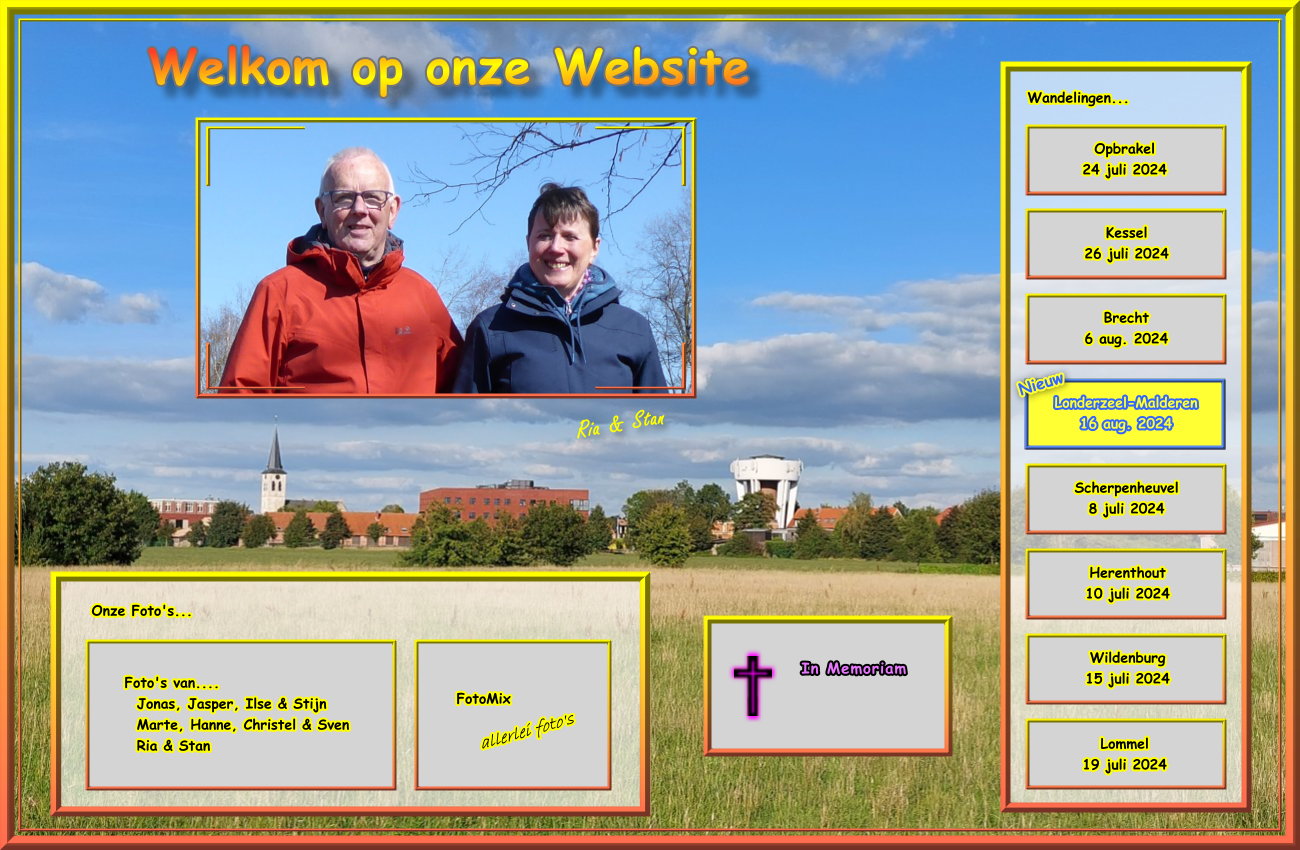 Welkom op onze Website
Ria & Stan
Wandelingen...
Opbrakel
24 juli 2024
Kessel
26 juli 2024
Brecht
6 aug. 2024
Nieuw
Londerzeel-Malderen
16 aug. 2024
Scherpenheuvel
8 juli 2024
Herenthout
10 juli 2024
Wildenburg
15 juli 2024
Lommel
19 juli 2024
Onze Foto's...
Foto's van....
Jonas, Jasper, Ilse & Stijn
Marte, Hanne, Christel & Sven
Ria & Stan
FotoMix
allerlei foto's
In Memoriam